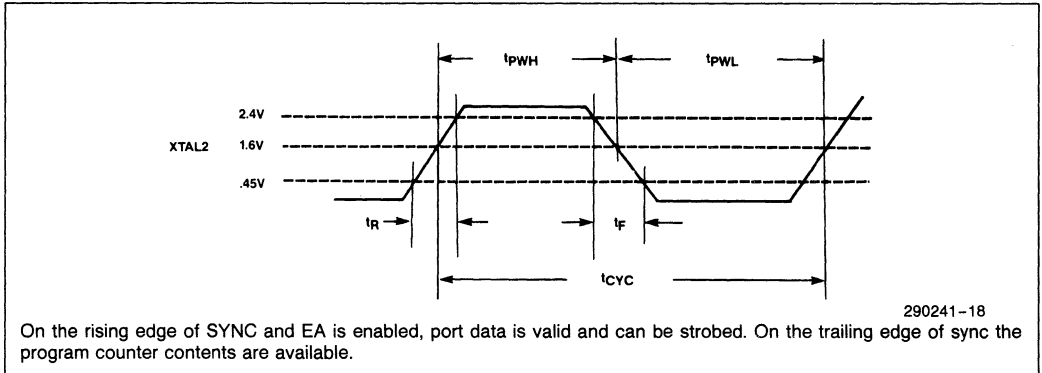 tPWH
tPWL
2.4V
XTAL2
1.6V
.45V
tR
tF
tCYC
290241-18
On the rising edge of SYNC and EA is enabled, port data is valid and can be strobed. On the trailing edge of sync the
program counter contents are available.